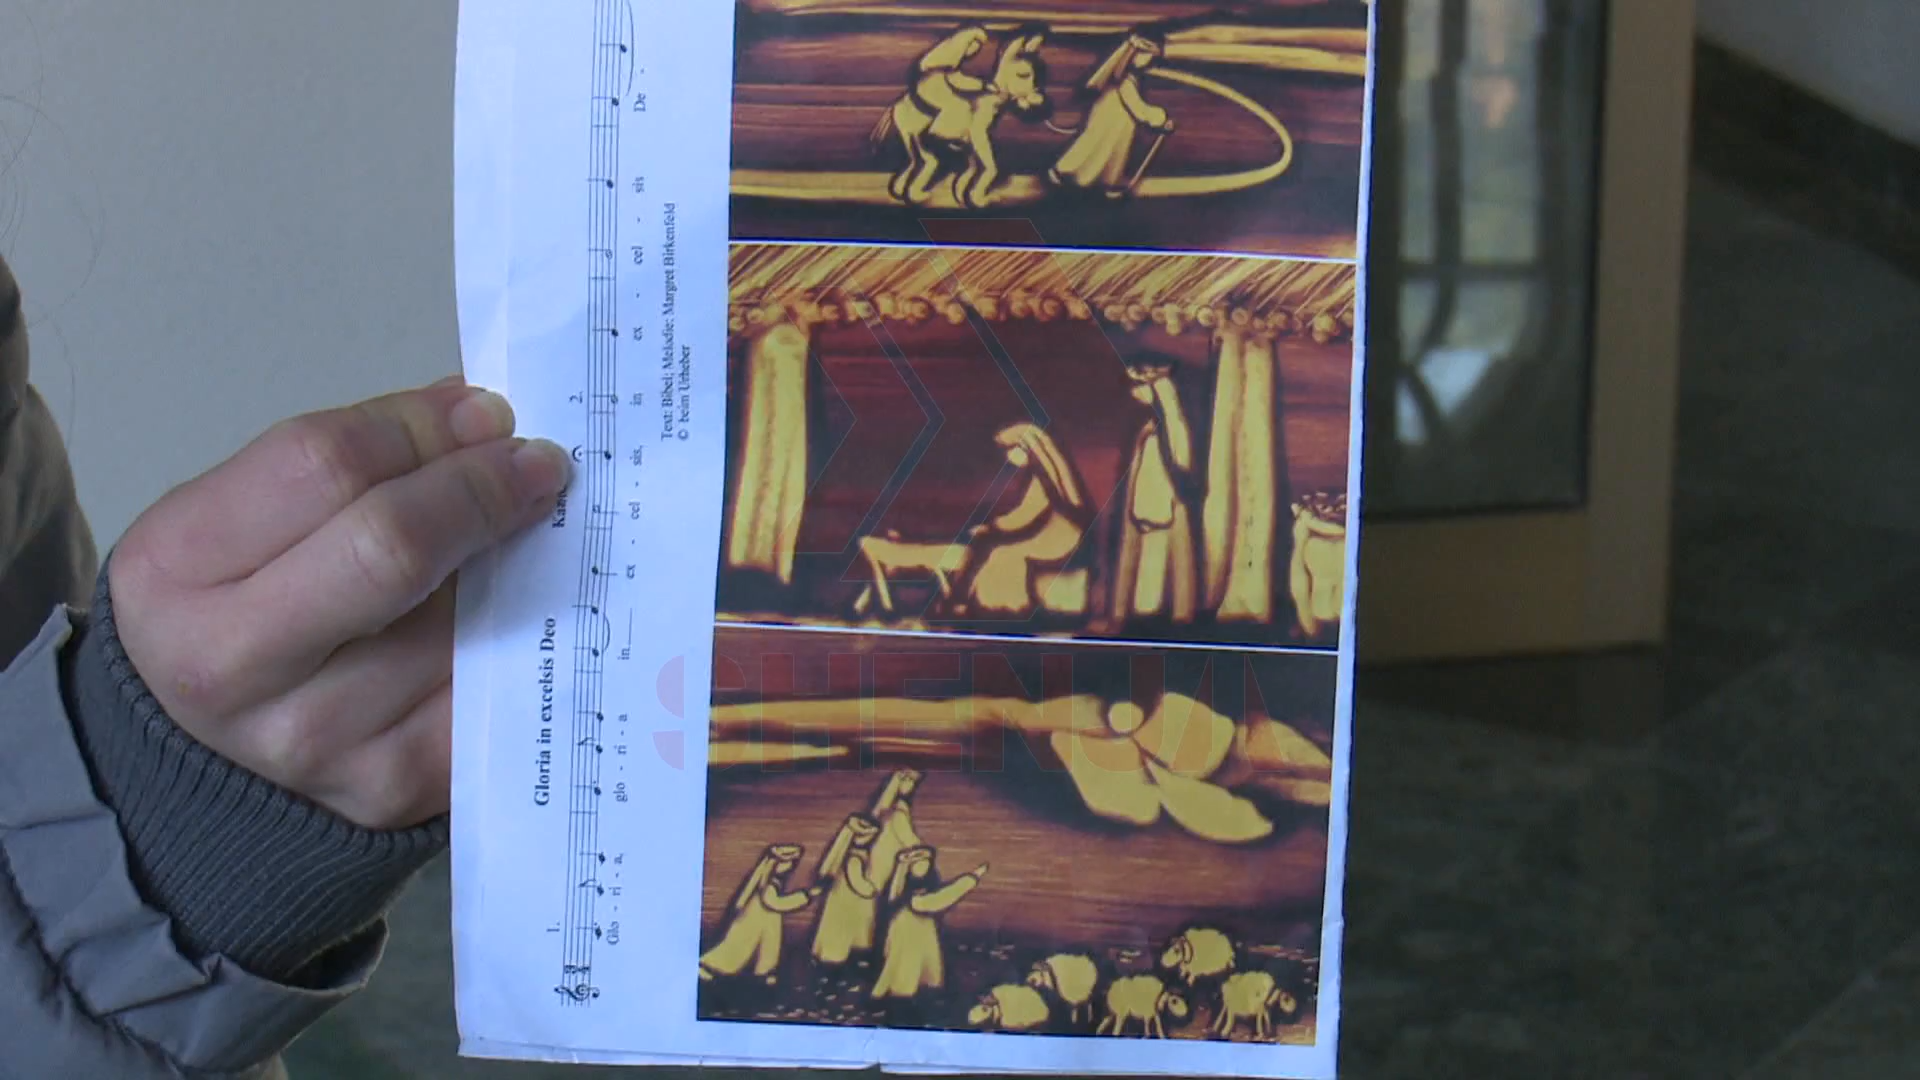 Gloria in excelsis Deo
1.
2.
Glo - ri - a, glo - ri - a in ex - cel - sis, in ex - cel - sis De -
Text: Bibel; Melodie: Margret Birkenfeld
© beim Urheber
SHENJA